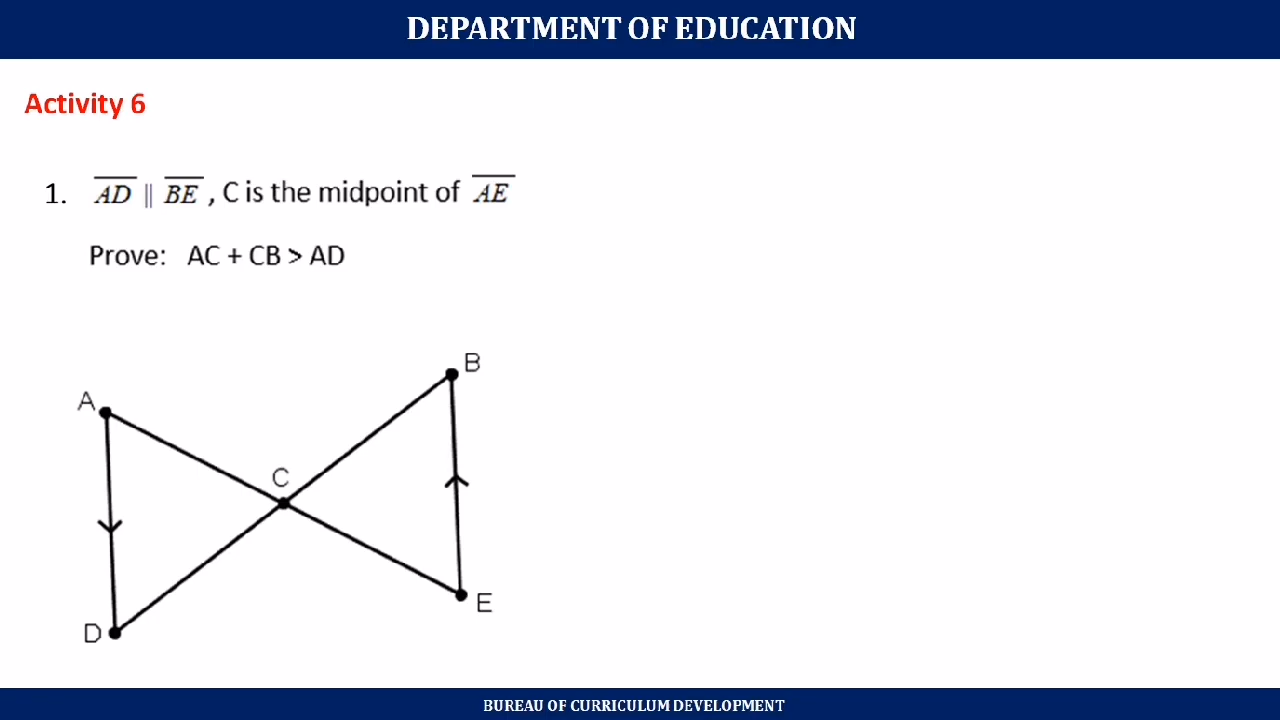 DEPARTMENT OF EDUCATION
Activity 6
1. AD || BE , C is the midpoint of AE
Prove: AC + CB > AD
B
A
C
E
D
BUREAU OF CURRICULUM DEVELOPMENT